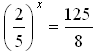 (2/5)^x = 125/8